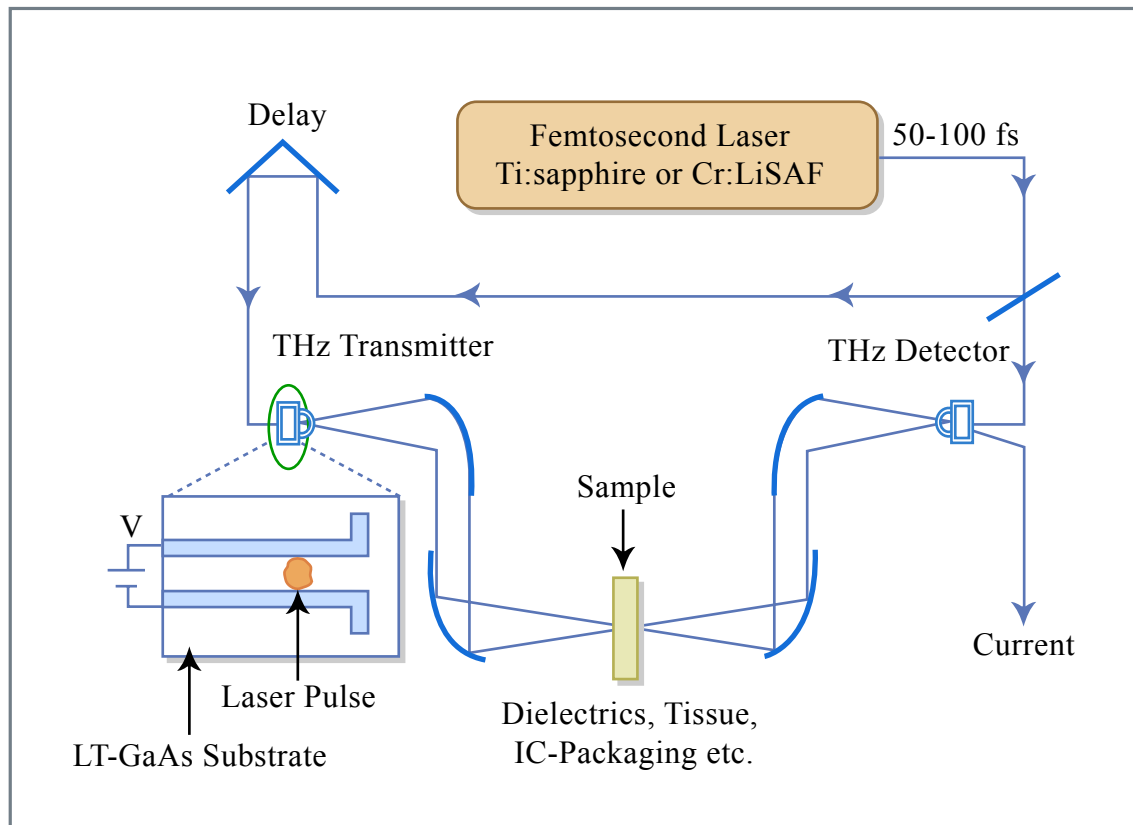 Delay
Femtosecond Laser
Ti:sapphire or Cr:LiSAF
50-100 fs
THz Transmitter
THz Detector
Sample
V
Laser Pulse
LT-GaAs Substrate
Dielectrics, Tissue,
IC-Packaging etc.
Current